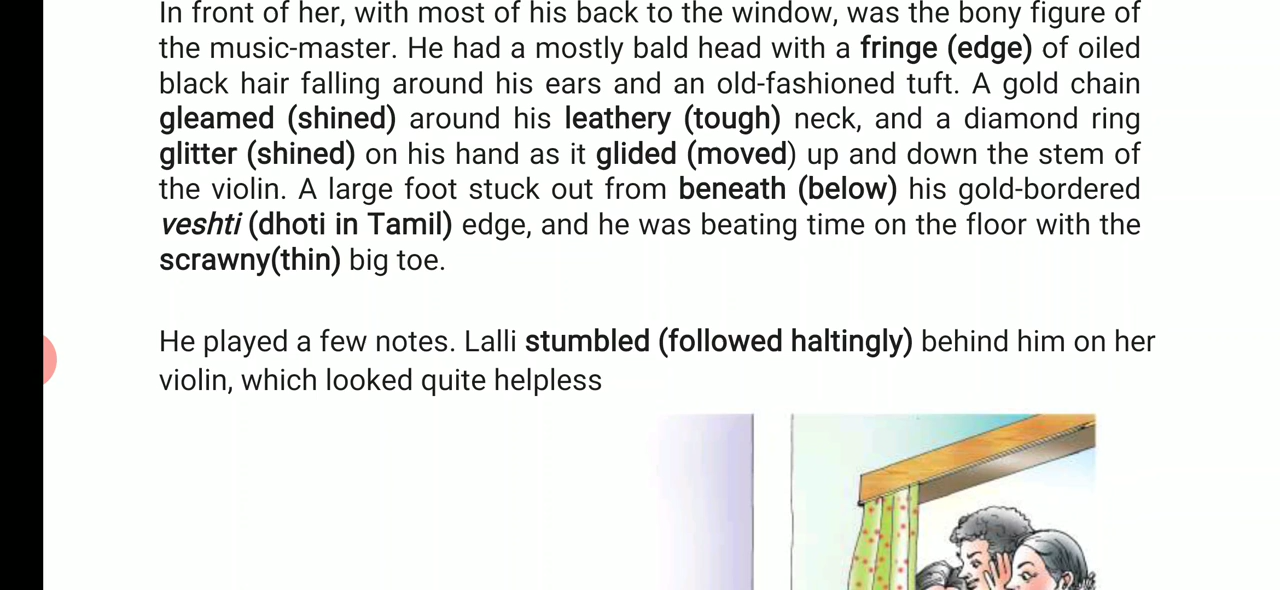 In front of her, with most of his back to the window, was the bony figure of
the music-master. He had a mostly bald head with a fringe (edge) of oiled
black hair falling around his ears and an old-fashioned tuft. A gold chain
gleamed (shined) around his leathery (tough) neck, and a diamond ring
glitter (shined) on his hand as it glided (moved) up and down the stem of
the violin. A large foot stuck out from beneath (below) his gold-bordered
veshti (dhoti in Tamil) edge, and he was beating time on the floor with the
scrawny(thin) big toe.
He played a few notes. Lalli stumbled (followed haltingly) behind him on her
violin, which looked quite helpless